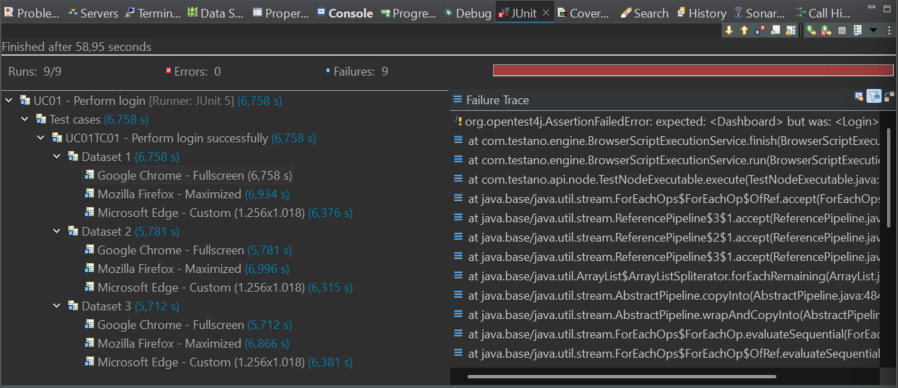 Proble... Servers Termin... Data S... Proper... Console Progre... Debug JUnit Cover... Search History Sonar... Call Hi...
Finished after 58,95 seconds
Runs: 9/9 Errors: 0 Failures: 9
UC01 - Perform login [Runner: JUnit 5] (6,758 s)
Test cases (6,758 s)
UC01TC01 - Perform login successfully (6,758 s)
Dataset 1 (6,758 s)
Google Chrome - Fullscreen (6,758 s)
Mozilla Firefox - Maximized (6,934 s)
Microsoft Edge - Custom (1.256x1.018) (6,376 s)
Dataset 2 (5,781 s)
Google Chrome - Fullscreen (5,781 s)
Mozilla Firefox - Maximized (6,996 s)
Microsoft Edge - Custom (1.256x1.018) (6,315 s)
Dataset 3 (5,712 s)
Google Chrome - Fullscreen (5,712 s)
Mozilla Firefox - Maximized (6,866 s)
Microsoft Edge - Custom (1.256x1.018) (6,381 s)
Failure Trace
org.opentest4j.AssertionFailedError: expected: <Dashboard> but was: <Login>
at com.testano.engine.BrowserScriptExecutionService.finish(BrowserScriptExecu
at com.testano.engine.BrowserScriptExecutionService.run(BrowserScriptExecutio
at com.testano.api.node.TestNodeExecutable.execute(TestNodeExecutable.java:
at java.base/java.util.stream.ForEachOps$ForEachOp$OfRef.accept(ForEachOps
at java.base/java.util.stream.ReferencePipeline$3$1.accept(ReferencePipeline.jav
at java.base/java.util.stream.ReferencePipeline$2$1.accept(ReferencePipeline.jav
at java.base/java.util.stream.ReferencePipeline$3$1.accept(ReferencePipeline.jav
at java.base/java.util.ArrayList$ArrayListSpliterator.forEachRemaining(ArrayList.j
at java.base/java.util.stream.AbstractPipeline.copyInto(AbstractPipeline.java:484
at java.base/java.util.stream.AbstractPipeline.wrapAndCopyInto(AbstractPipelin
at java.base/java.util.stream.ForEachOps$ForEachOp.evaluateSequential(ForEac
at java.base/java.util.stream.ForEachOps$ForEachOp$OfRef.evaluateSequential